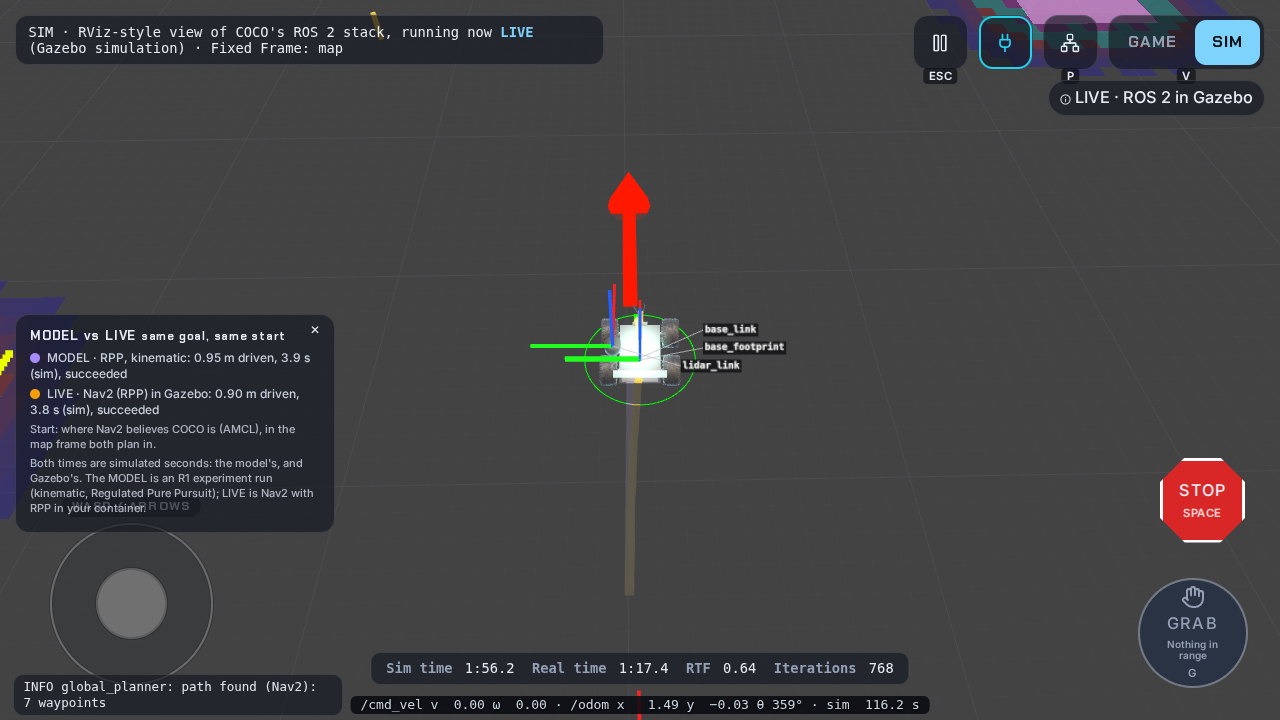 SIM · RViz-style view of COCO's ROS 2 stack, running now LIVE
(Gazebo simulation) · Fixed Frame: map
ESC
P
GAME
SIM
V
LIVE · ROS 2 in Gazebo
base_link
base_footprint
lidar_link
MODEL vs LIVE same goal, same start
×
MODEL · RPP, kinematic: 0.95 m driven, 3.9 s
(sim), succeeded
LIVE · Nav2 (RPP) in Gazebo: 0.90 m driven,
3.8 s (sim), succeeded
Start: where Nav2 believes COCO is (AMCL), in the
map frame both plan in.
Both times are simulated seconds: the model's, and
Gazebo's. The MODEL is an R1 experiment run
(kinematic, Regulated Pure Pursuit); LIVE is Nav2 with
RPP in your container.
STOP
SPACE
GRAB
Nothing in
range
G
Sim time 1:56.2 Real time 1:17.4 RTF 0.64 Iterations 768
INFO global_planner: path found (Nav2):
7 waypoints
/cmd_vel v 0.00 ω 0.00 · /odom x 1.49 y −0.03 θ 359° · sim 116.2 s